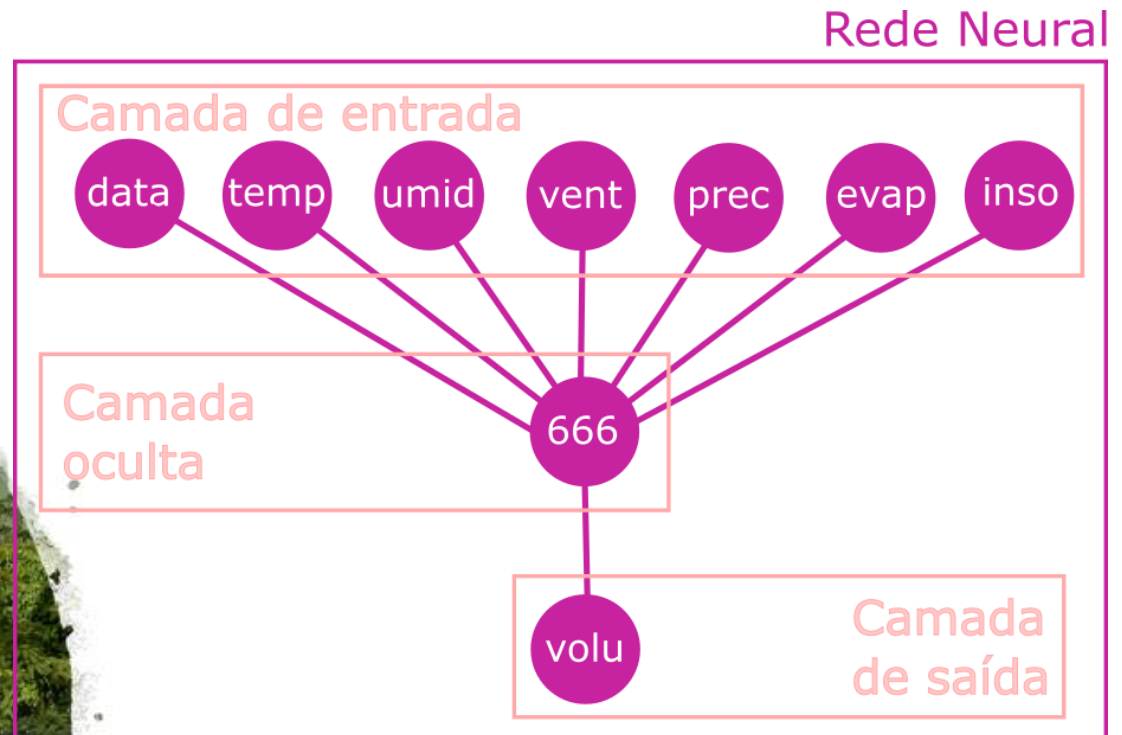 Rede Neural
Camada de entrada
data temp umid vent prec evap inso
Camada
oculta
666
volu
Camada
de saída